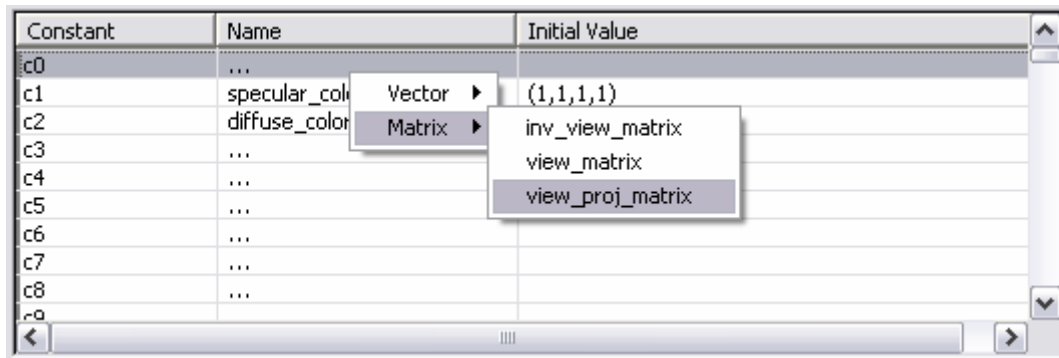 Constant Name Initial Value
c0 ...
c1 specular_col (1,1,1,1)
c2 diffuse_color
c3 ...
c4 ...
c5 ...
c6 ...
c7 ...
c8 ...
c9
Vector
Matrix
inv_view_matrix
view_matrix
view_proj_matrix